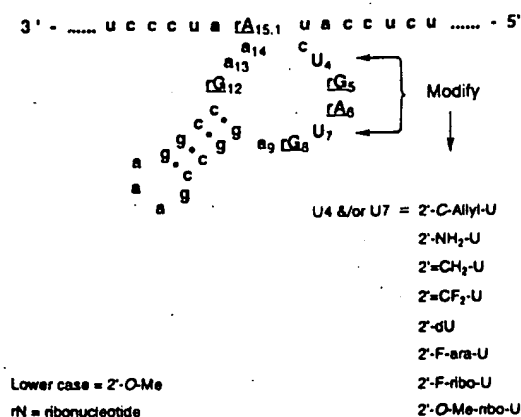 3' - ...... u c c c u a rA15.1 u a c c u c u ...... - 5'
a14 c
a13 U4
rG12 rG5
Modify
rA6
c U7
c g a9 rG8
g g
a g c
a c
a g
U4 &/or U7 = 2'-C-Allyl-U
2'-NH2-U
2'=CH2-U
2'=CF2-U
2'-dU
2'-F-ara-U
Lower case = 2'-O-Me 2'-F-ribo-U
rN = ribonucleotide 2'-O-Me-ribo-U